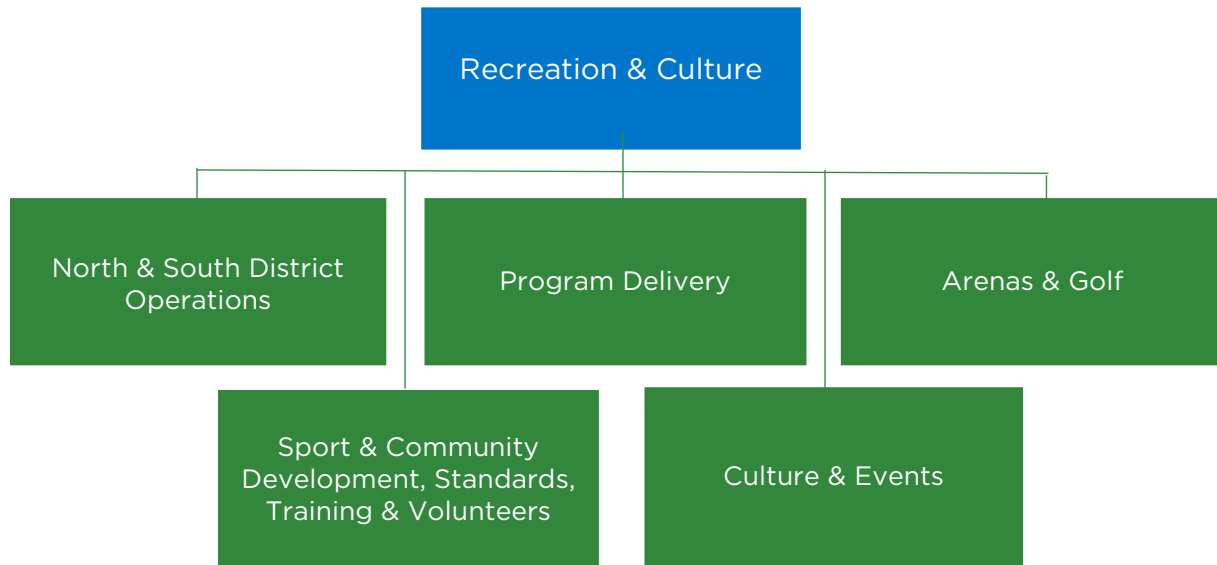 Recreation & Culture
North & South District
Operations
Program Delivery
Arenas & Golf
Sport & Community
Development, Standards,
Training & Volunteers
Culture & Events